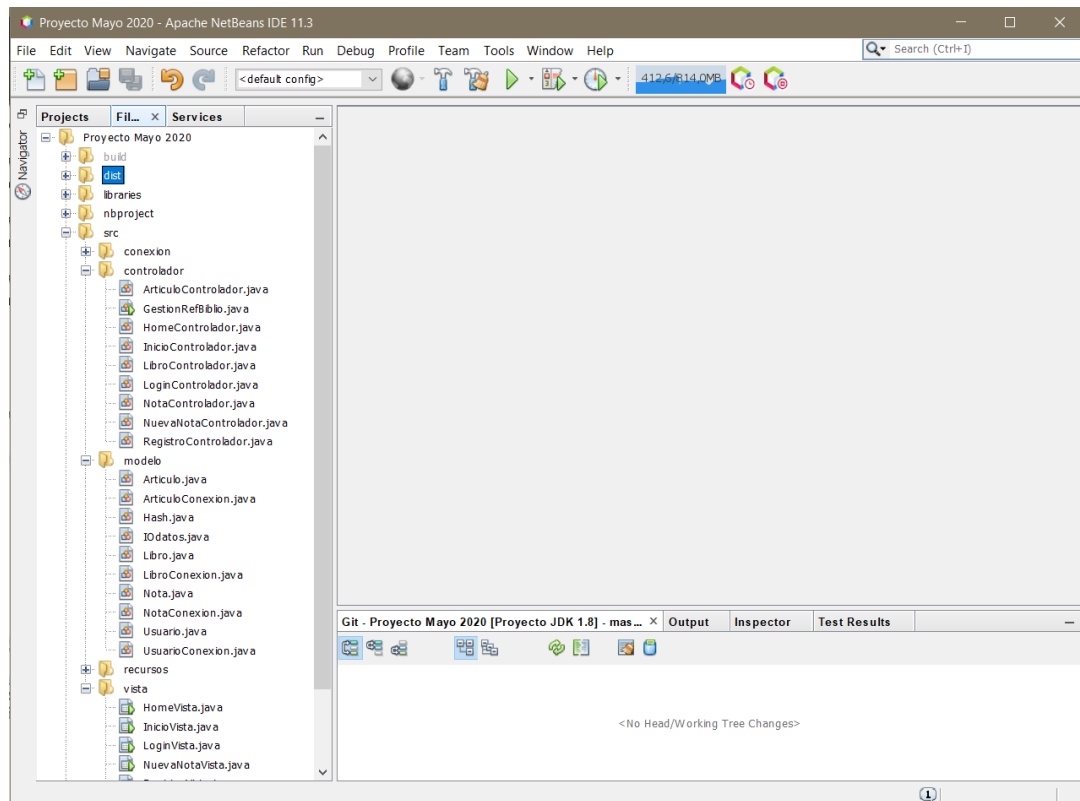 Proyecto Mayo 2020 - Apache NetBeans IDE 11.3
File Edit View Navigate Source Refactor Run Debug Profile Team Tools Window Help
Search (Ctrl+I)
<default config>
Projects Fil... × Services
Navigator
Proyecto Mayo 2020
build
dist
libraries
nbproject
src
conexion
controlador
ArticuloControlador.java
GestionRefBiblio.java
HomeControlador.java
InicioControlador.java
LibroControlador.java
LoginControlador.java
NotaControlador.java
NuevaNotaControlador.java
RegistroControlador.java
modelo
Articulo.java
ArticuloConexion.java
Hash.java
IOdatos.java
Libro.java
LibroConexion.java
Nota.java
NotaConexion.java
Usuario.java
UsuarioConexion.java
recursos
vista
HomeVista.java
InicioVista.java
LoginVista.java
NuevaNotaVista.java
Git - Proyecto Mayo 2020 [Proyecto JDK 1.8] - mas... × Output Inspector Test Results
<No Head/Working Tree Changes>
1